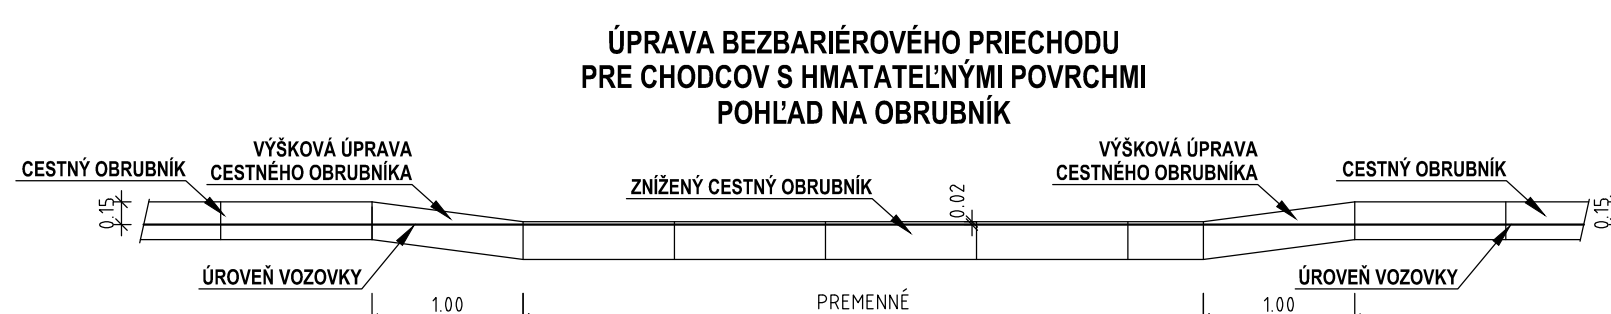 ÚPRAVA BEZBARIÉROVÉHO PRIECHODU
PRE CHODCOV S HMATATEĽNÝMI POVRCHMI
POHĽAD NA OBRUBNÍK
CESTNÝ OBRUBNÍK
VÝŠKOVÁ ÚPRAVA
CESTNÉHO OBRUBNÍKA
ZNÍŽENÝ CESTNÝ OBRUBNÍK
VÝŠKOVÁ ÚPRAVA
CESTNÉHO OBRUBNÍKA
CESTNÝ OBRUBNÍK
0.15
0.02
0.15
ÚROVEŇ VOZOVKY
ÚROVEŇ VOZOVKY
1.00
PREMENNÉ
1.00